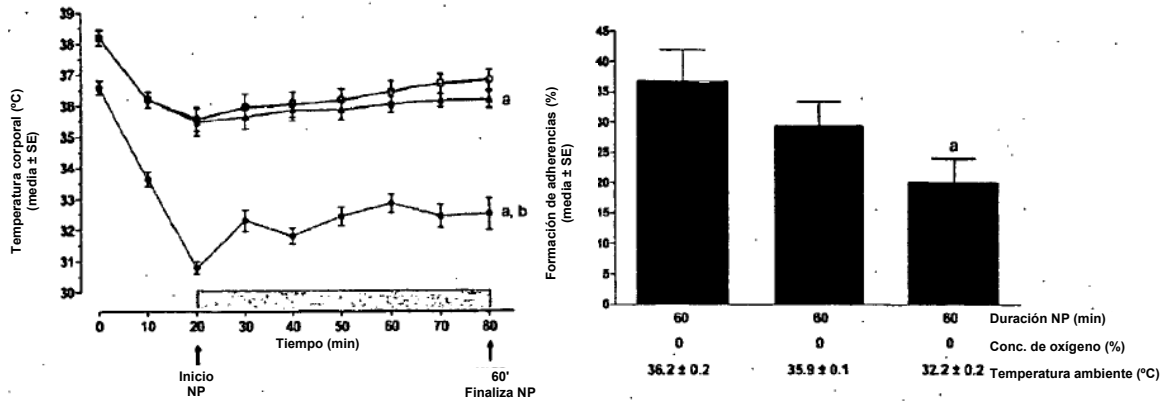 Temperatura corporal (ºC)
(media ± SE)
39
38
37
36
35
34
33
32
31
30
a
a, b
0 10 20 30 40 50 60 70 80
Tiempo (min)
Inicio
NP
60'
Finaliza NP
Formación de adherencias (%)
(media ± SE)
45
40
35
30
25
20
15
10
5
0
a
60 60 60 Duración NP (min)
0 0 0 Conc. de oxígeno (%)
36.2 ± 0.2 35.9 ± 0.1 32.2 ± 0.2 Temperatura ambiente (ºC)